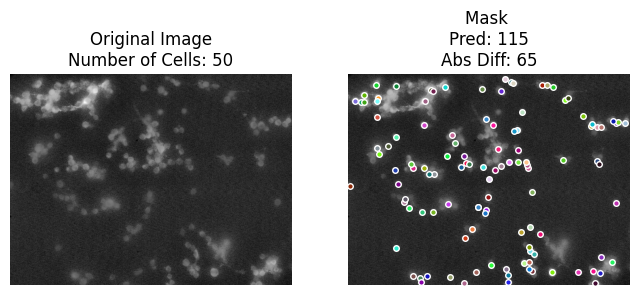 Original Image
Number of Cells: 50
Mask
Pred: 115
Abs Diff: 65